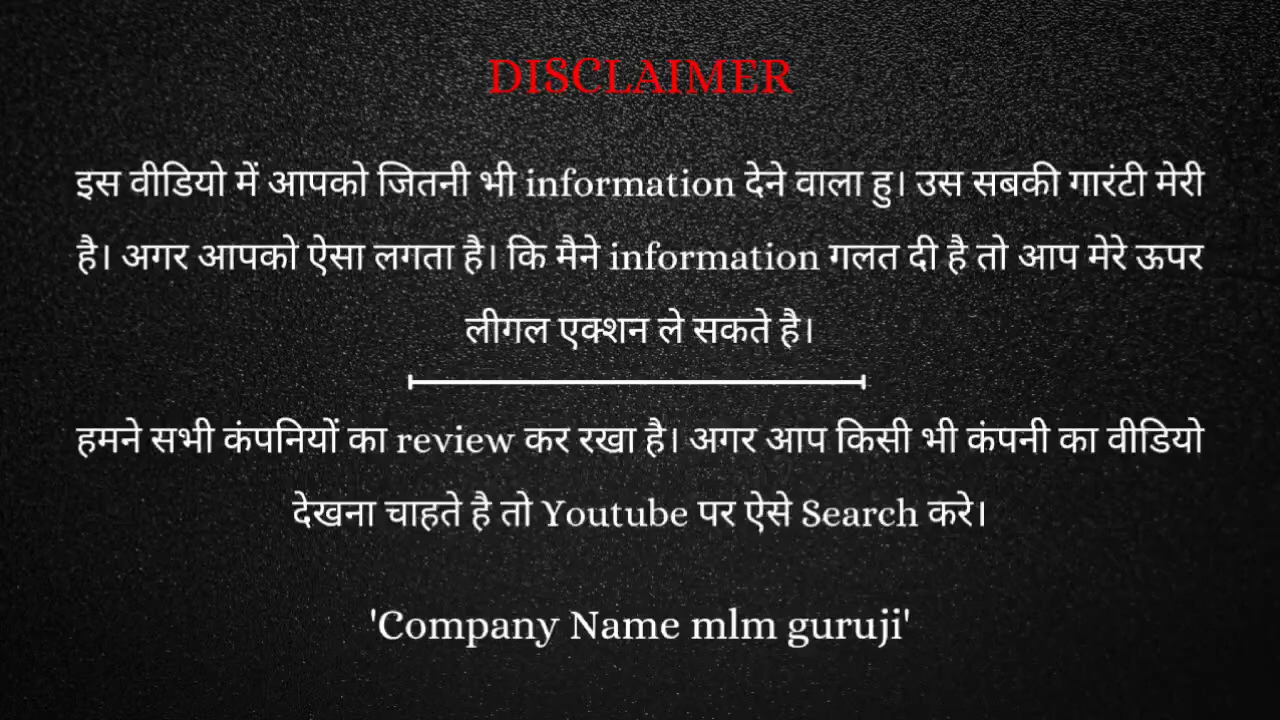 DISCLAIMER
इस वीडियो में आपको जितनी भी information देने वाला हु। उस सबकी गारंटी मेरी
है। अगर आपको ऐसा लगता है। कि मैने information गलत दी है तो आप मेरे ऊपर
लीगल एक्शन ले सकते है।
हमने सभी कंपनियों का review कर रखा है। अगर आप किसी भी कंपनी का वीडियो
देखना चाहते है तो Youtube पर ऐसे Search करे।
'Company Name mlm guruji'